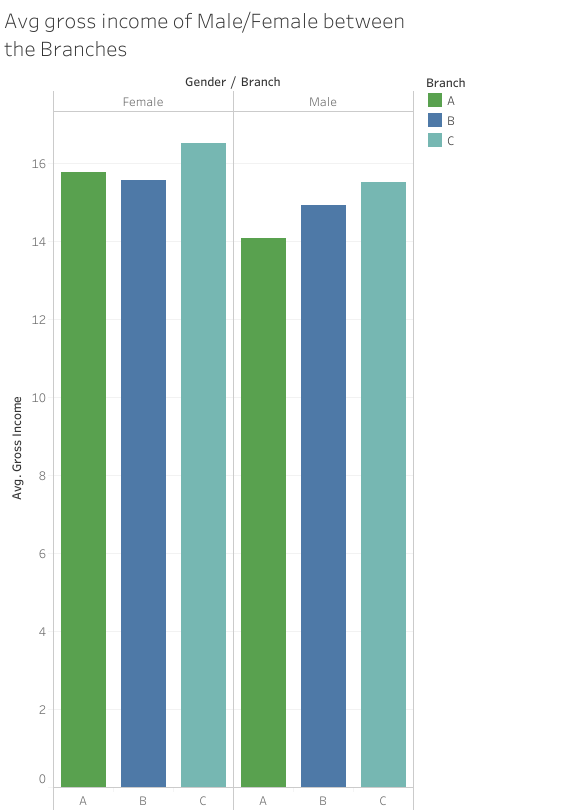 Avg gross income of Male/Female between
the Branches
Gender / Branch
Female
Male
Branch
A
B
C
Avg. Gross Income
16
14
12
10
8
6
4
2
0
A
B
C
A
B
C